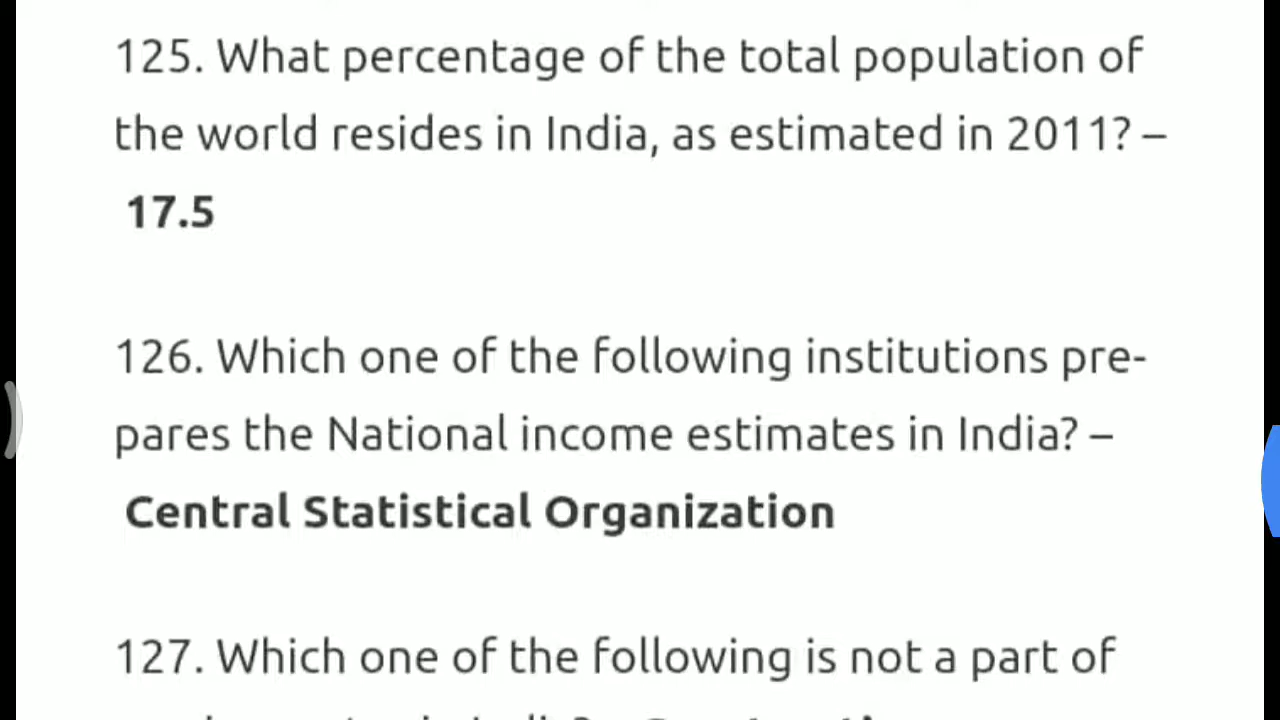 125. What percentage of the total population of
the world resides in India, as estimated in 2011? –
17.5
126. Which one of the following institutions pre-
pares the National income estimates in India? –
Central Statistical Organization
127. Which one of the following is not a part of